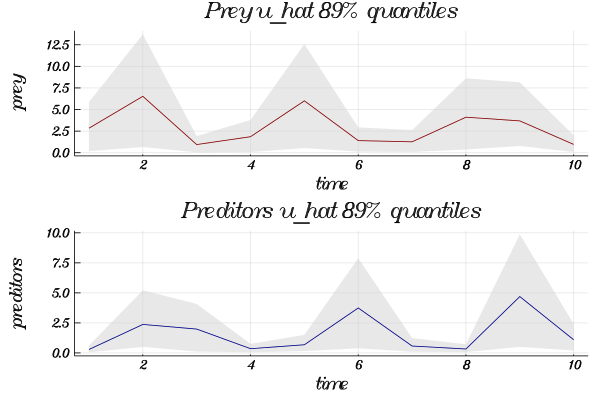 Prey u_hat 89% quantiles
12.5
10.0
7.5
5.0
2.5
0.0
prey
2 4 6 8 10
time
Preditors u_hat 89% quantiles
10.0
7.5
5.0
2.5
0.0
preditors
2 4 6 8 10
time